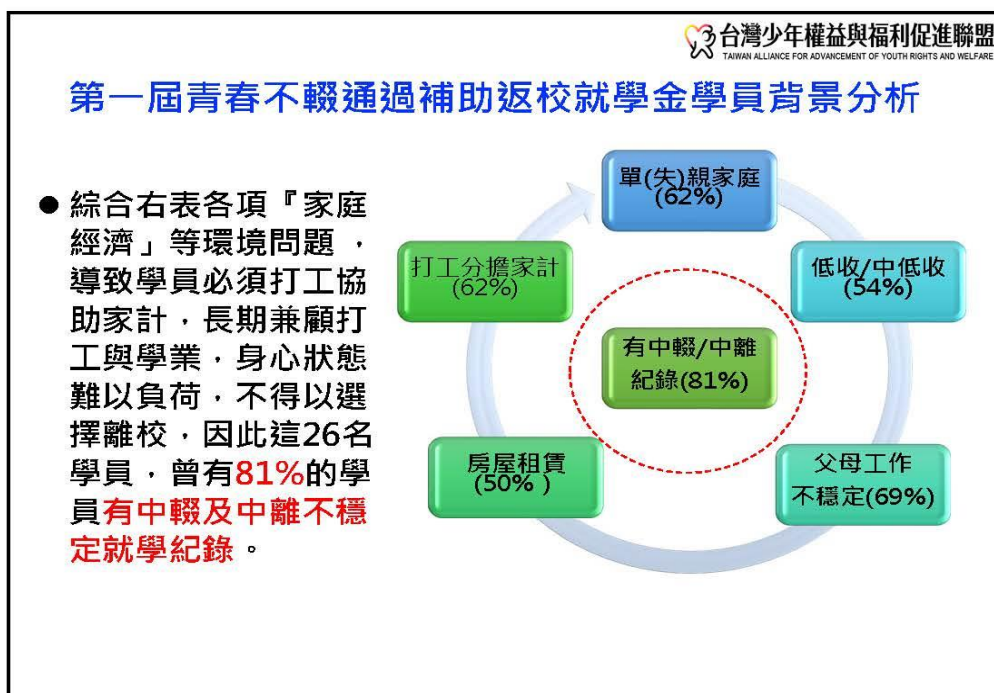 台灣少年權益與福利促進聯盟
TAIWAN ALLIANCE FOR ADVANCEMENT OF YOUTH RIGHTS AND WELFARE
第一屆青春不輟通過補助返校就學金學員背景分析
● 綜合右表各項『家庭
經濟」等環境問題，
導致學員必須打工協
助家計，長期兼顧打
工與學業，身心狀態
難以負荷，不得以選
擇離校，因此這26名
學員，曾有81%的學
員有中輟及中離不穩
定就學紀錄。
單(失)親家庭
(62%)
低收/中低收
(54%)
父母工作
不穩定(69%)
房屋租賃
(50% )
打工分擔家計
(62%)
有中輟/中離
紀錄(81%)